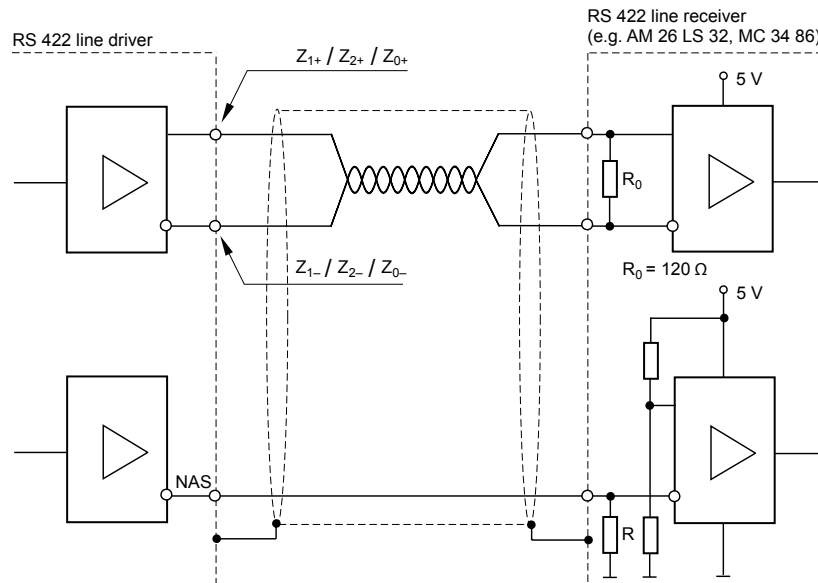 RS 422 line receiver
(e.g. AM 26 LS 32, MC 34 86)
RS 422 line driver
Z1+ / Z2+ / Z0+
5 V
R0
Z1– / Z2– / Z0–
R0 = 120 Ω
5 V
NAS
R